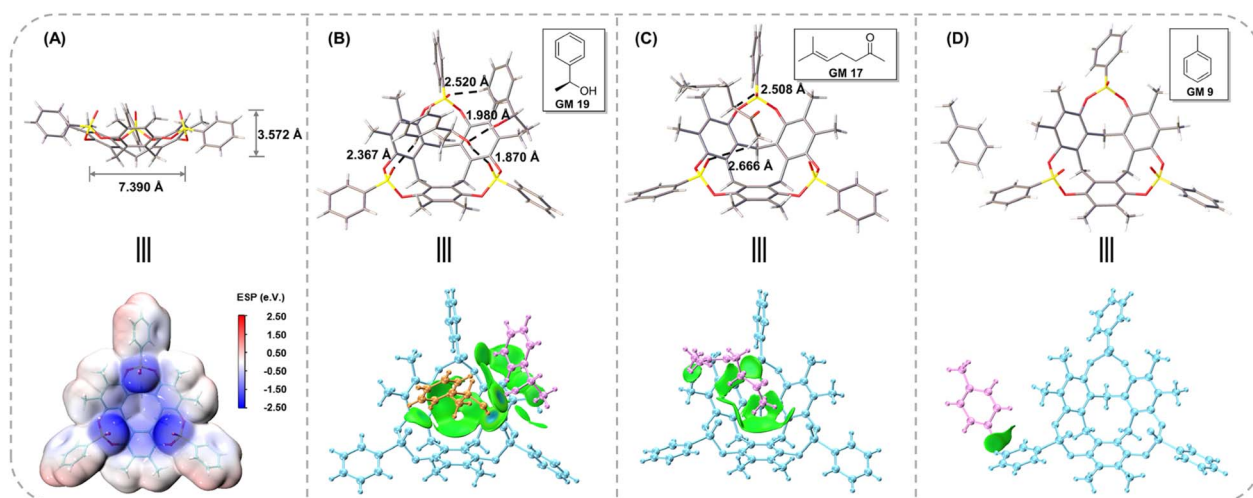 (A)
3.572 Å
7.390 Å
ESP (e.V.)
2.50
1.50
0.50
-0.50
-1.50
-2.50
(B)
OH
GM 19
2.520 Å
1.980 Å
2.367 Å
1.870 Å
(C)
O
GM 17
2.508 Å
2.666 Å
(D)
GM 9